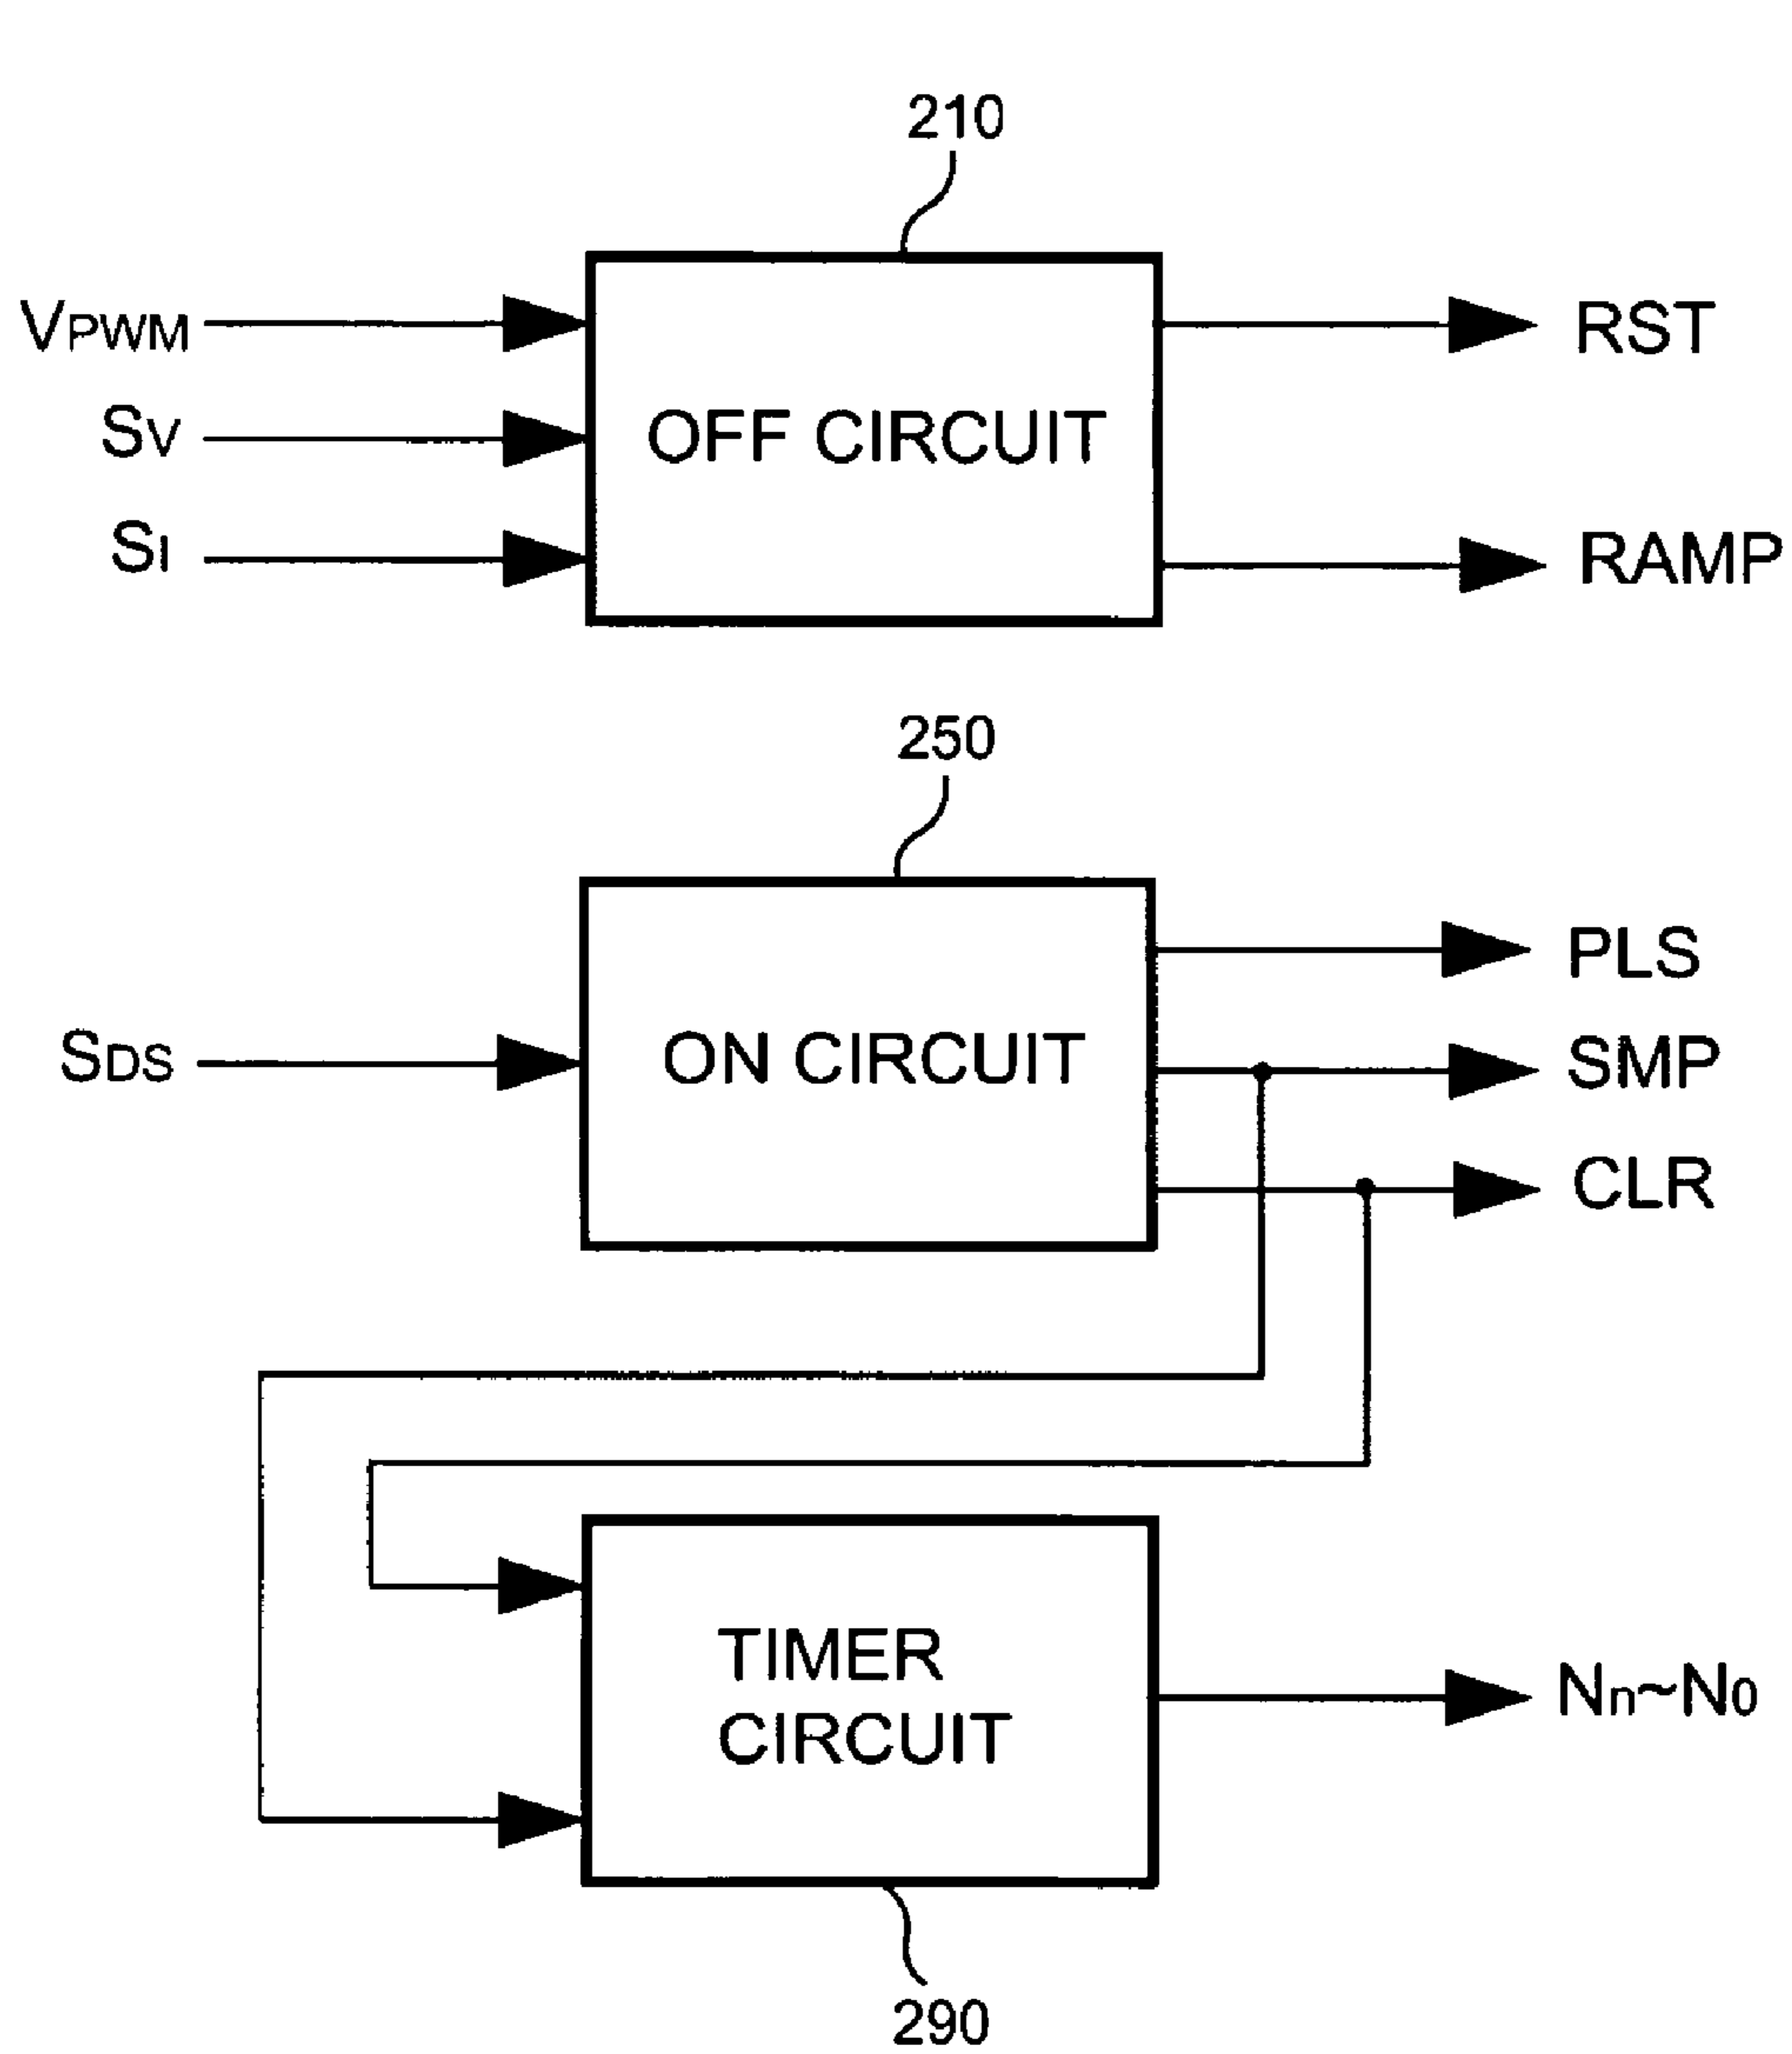 210
VPWM
SV
SI
OFF CIRCUIT
RST
RAMP
250
SDS
ON CIRCUIT
PLS
SMP
CLR
TIMER
CIRCUIT
Nn~N0
290